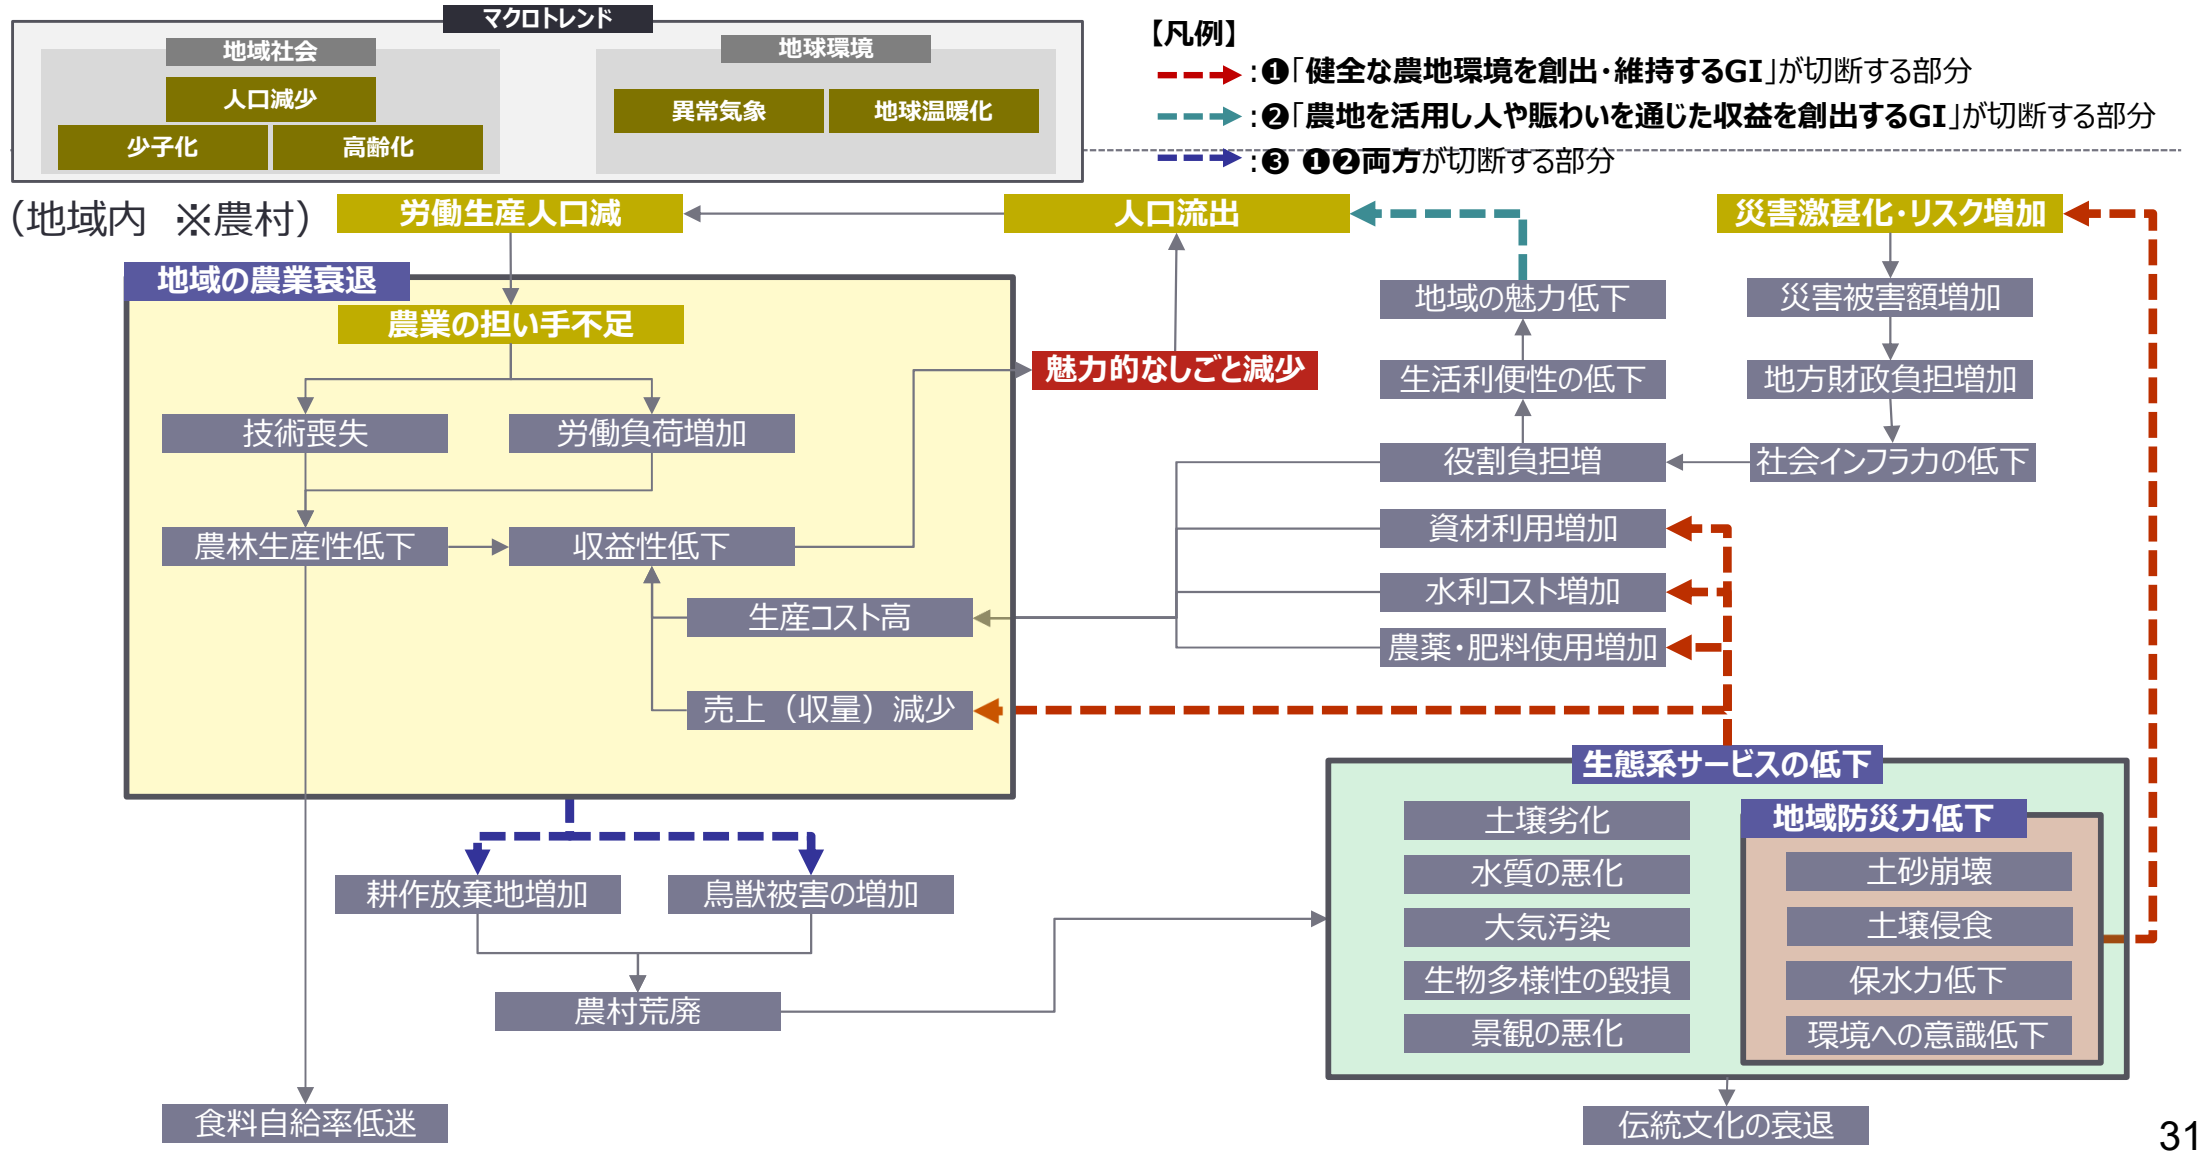 マクロトレンド
地域社会
人口減少
少子化
高齢化
地球環境
異常気象
地球温暖化
【凡例】
:❶「健全な農地環境を創出・維持するGI」が切断する部分
:❷「農地を活用し人や賑わいを通じた収益を創出するGI」が切断する部分
:❸ ❶❷両方が切断する部分
（地域内　※農村）
労働生産人口減
人口流出
災害激甚化・リスク増加
地域の農業衰退
農業の担い手不足
地域の魅力低下
災害被害額増加
魅力的なしごと減少
生活利便性の低下
地方財政負担増加
技術喪失
労働負荷増加
役割負担増
社会インフラ力の低下
農林生産性低下
収益性低下
資材利用増加
生産コスト高
水利コスト増加
農薬・肥料使用増加
売上（収量）減少
生態系サービスの低下
土壌劣化
水質の悪化
大気汚染
生物多様性の毀損
景観の悪化
地域防災力低下
土砂崩壊
土壌侵食
保水力低下
環境への意識低下
耕作放棄地増加
鳥獣被害の増加
農村荒廃
食料自給率低迷
伝統文化の衰退
31